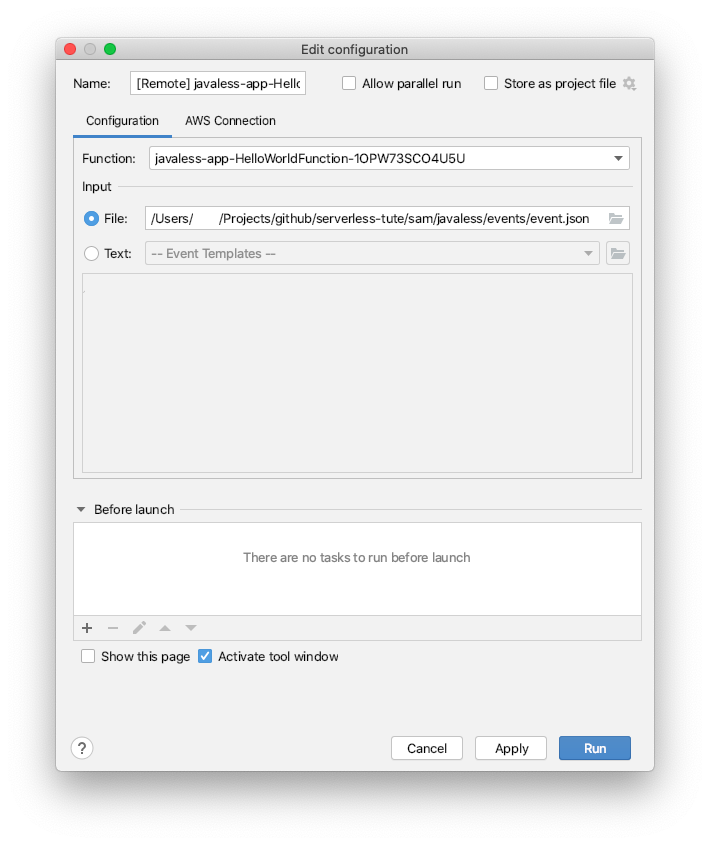 Edit configuration
Name: [Remote] javaless-app-Hello Allow parallel run Store as project file
Configuration AWS Connection
Function: javaless-app-HelloWorldFunction-1OPW73SCO4U5U
Input
File: /Users/ /Projects/github/serverless-tute/sam/javaless/events/event.json
Text: -- Event Templates --
Before launch
There are no tasks to run before launch
Show this page Activate tool window
? Cancel Apply Run